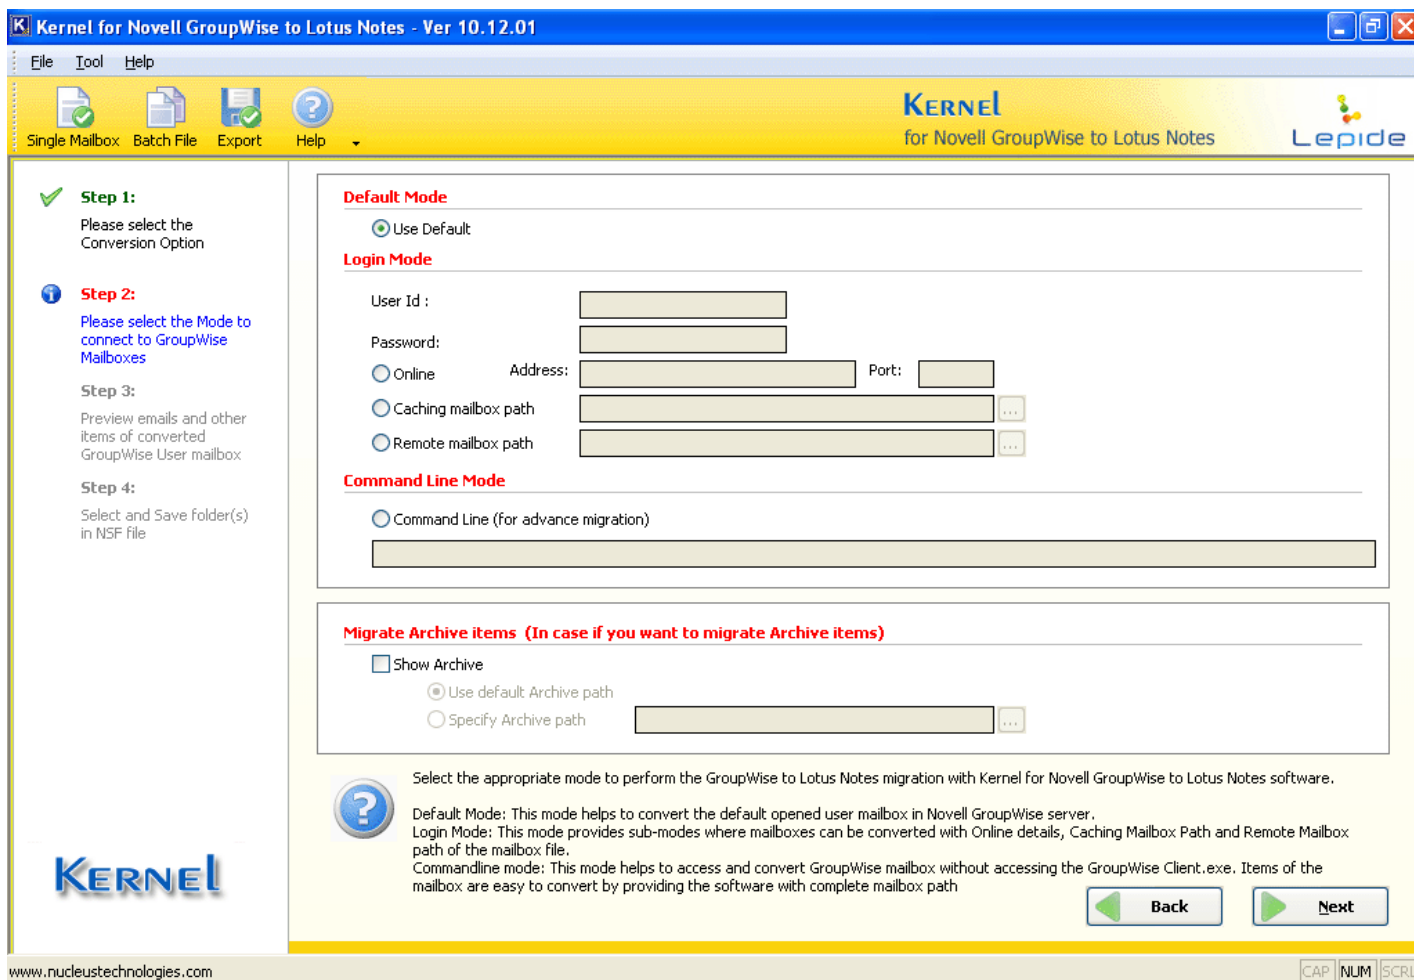 Kernel for Novell GroupWise to Lotus Notes - Ver 10.12.01
File Tool Help
Single Mailbox Batch File Export Help
KERNEL
for Novell GroupWise to Lotus Notes
Lepide
Step 1:
Please select the
Conversion Option
Step 2:
Please select the Mode to
connect to GroupWise
Mailboxes
Step 3:
Preview emails and other
items of converted
GroupWise User mailbox
Step 4:
Select and Save folder(s)
in NSF file
KERNEL
Default Mode
Use Default
Login Mode
User Id :
Password:
Online Address: Port:
Caching mailbox path ...
Remote mailbox path ...
Command Line Mode
Command Line (for advance migration)
Migrate Archive items (In case if you want to migrate Archive items)
Show Archive
Use default Archive path
Specify Archive path ...
Select the appropriate mode to perform the GroupWise to Lotus Notes migration with Kernel for Novell GroupWise to Lotus Notes software.
Default Mode: This mode helps to convert the default opened user mailbox in Novell GroupWise server.
Login Mode: This mode provides sub-modes where mailboxes can be converted with Online details, Caching Mailbox Path and Remote Mailbox
path of the mailbox file.
Commandline mode: This mode helps to access and convert GroupWise mailbox without accessing the GroupWise Client.exe. Items of the
mailbox are easy to convert by providing the software with complete mailbox path
Back Next
www.nucleustechnologies.com
CAP NUM SCRL